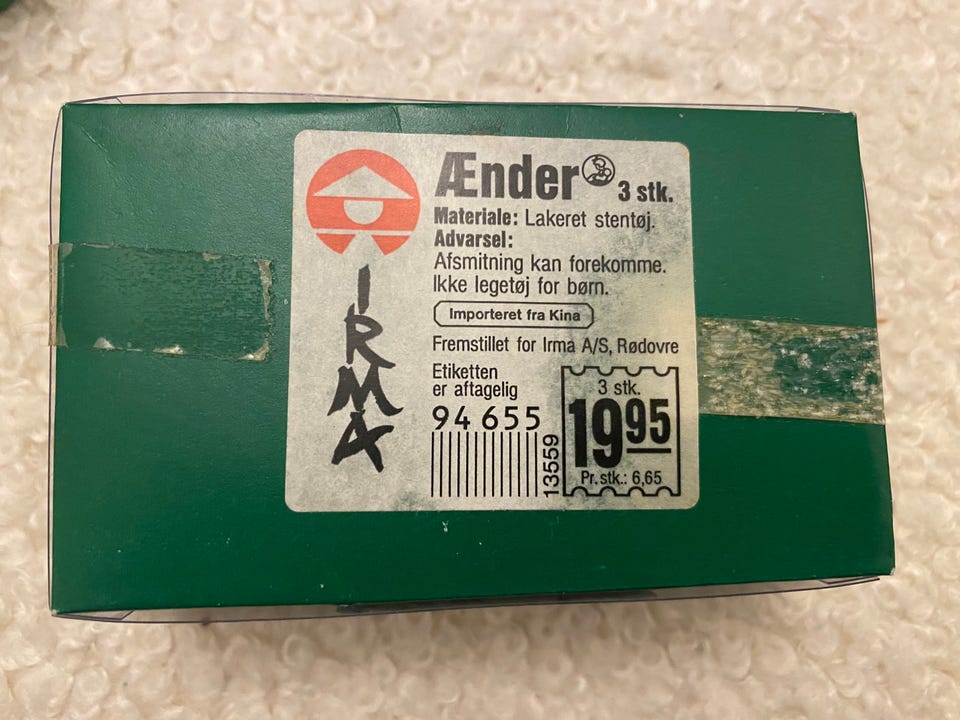 IRMA
Ænder
3 stk.
Materiale: Lakeret stentøj.
Advarsel:
Afsmitning kan forekomme.
Ikke legetøj for børn.
Importeret fra Kina
Fremstillet for Irma A/S, Rødovre
Etiketten
er aftagelig
94 655
13559
3 stk.
19 95
Pr. stk.: 6,65